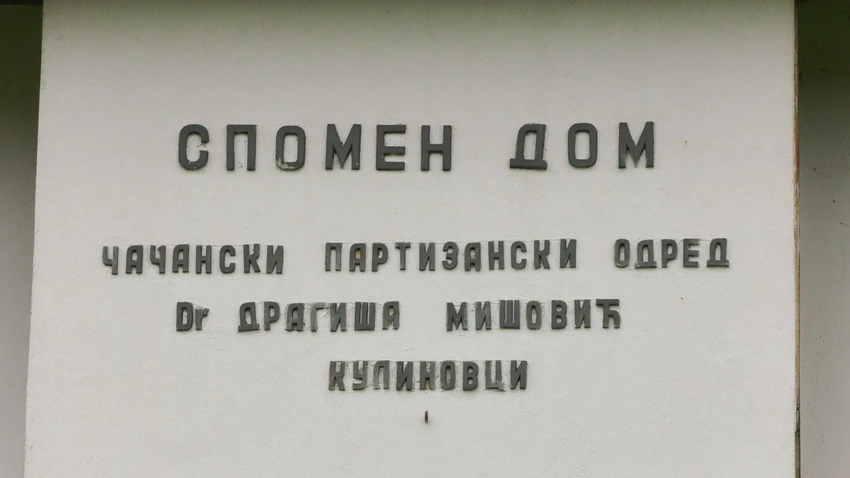 СПОМЕН ДОМ
ЧАЧАНСКИ ПАРТИЗАНСКИ ОДРЕД
Dr ДРАГИША МИШОВИЋ
КУЛИНОВЦИ